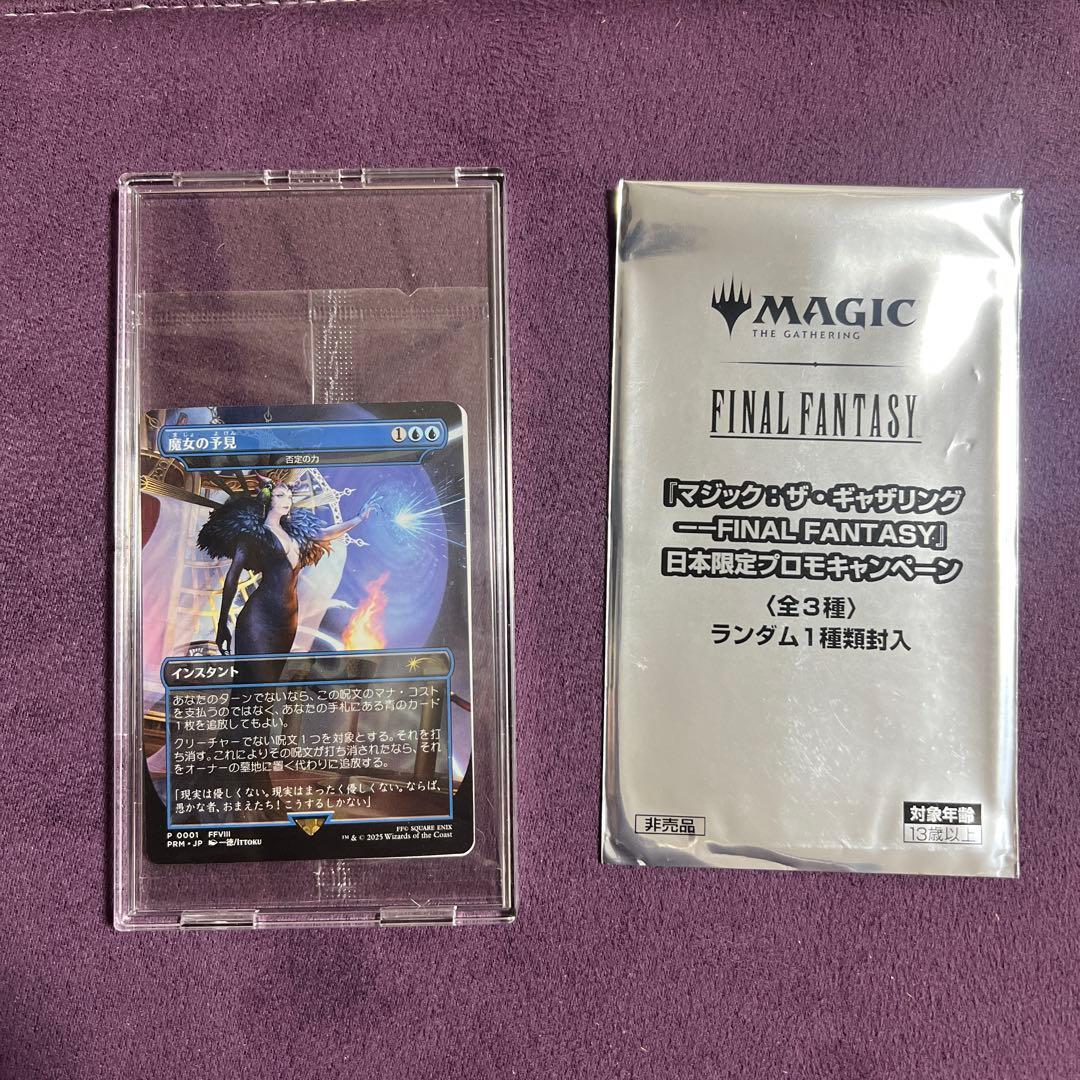 ましょ よげん
魔女の予見 1
否定の力
インスタント
あなたのターンでないなら、この呪文のマナ・コスト
を支払うのではなく、あなたの手札にある青のカード
1枚を追放してもよい。
クリーチャーでない呪文1つを対象とする。それを打
ち消す。これによりその呪文が打ち消されたなら、それ
をオーナーの墓地に置く代わりに追放する。
「現実は優しくない。現実はまったく優しくない。ならば、
愚かな者、おまえたち!こうするしかない」
P 0001 FFVIII
PRM・JP 一徳/ITTOKU
FF© SQUARE ENIX
™ & © 2025 Wizards of the Coast
MAGIC
THE GATHERING
FINAL FANTASY
『マジック:ザ・ギャザリング
——FINAL FANTASY』
日本限定プロモキャンペーン
〈全3種〉
ランダム1種類封入
非売品
対象年齢
13歳以上